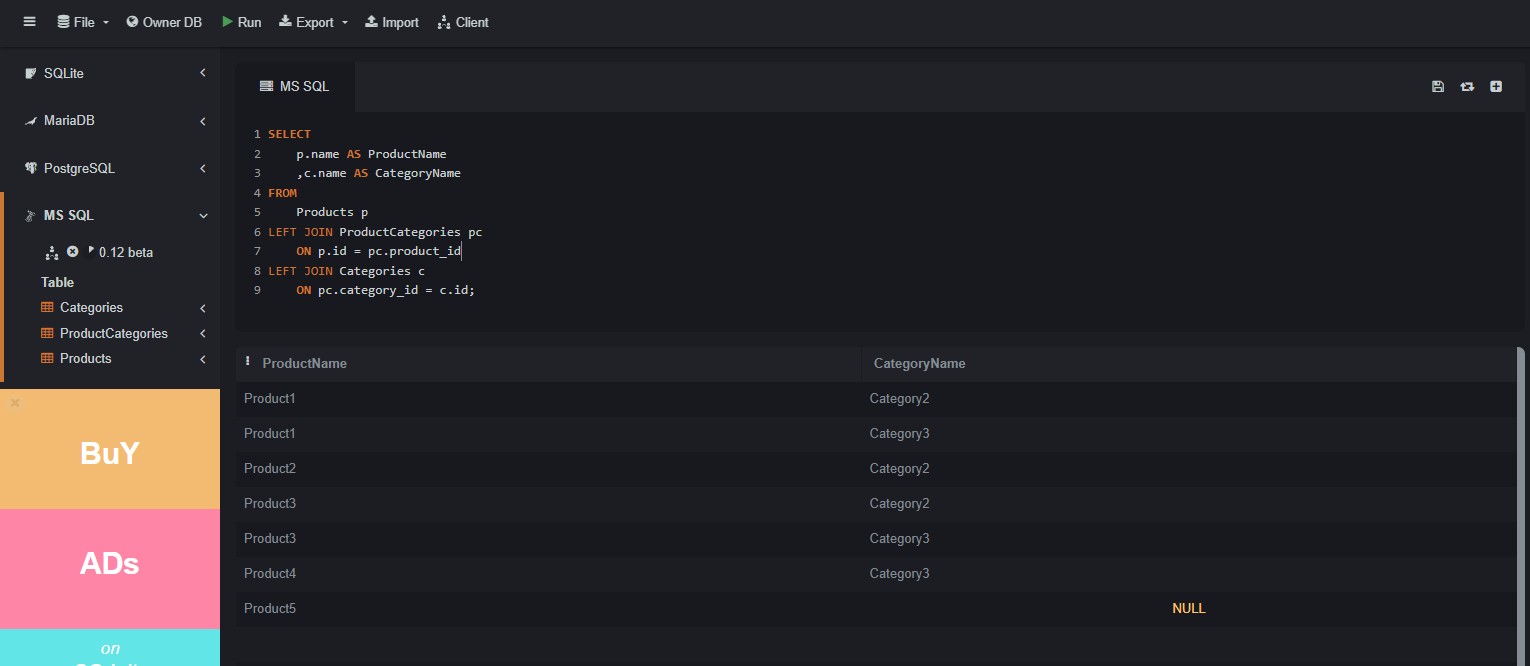 File Owner DB Run Export Import Client
SQLite
MariaDB
PostgreSQL
MS SQL
0.12 beta
Table
Categories
ProductCategories
Products
BuY
ADs
on
MS SQL
1 SELECT
2 p.name AS ProductName
3 ,c.name AS CategoryName
4 FROM
5 Products p
6 LEFT JOIN ProductCategories pc
7 ON p.id = pc.product_id
8 LEFT JOIN Categories c
9 ON pc.category_id = c.id;
ProductName CategoryName
Product1 Category2
Product1 Category3
Product2 Category2
Product3 Category2
Product3 Category3
Product4 Category3
Product5 NULL